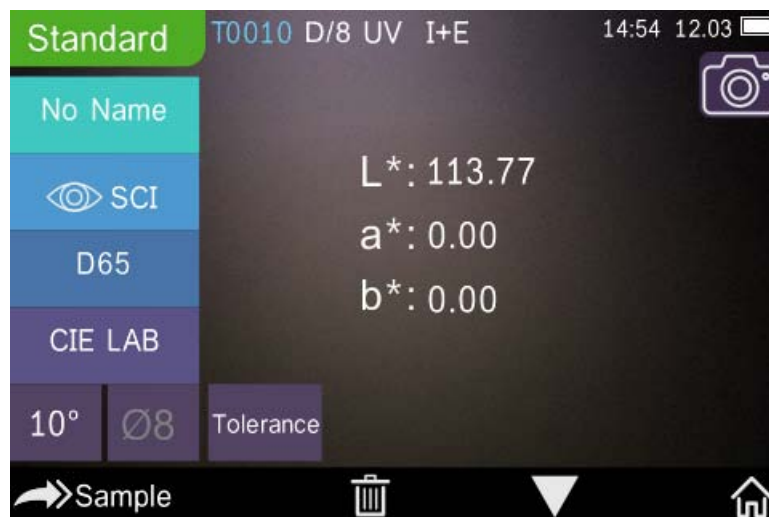 Standard T0010 D/8 UV I+E 14:54 12.03
No Name
SCI
D65
CIE LAB
10° Ø8 Tolerance
L*: 113.77
a*: 0.00
b*: 0.00
Sample